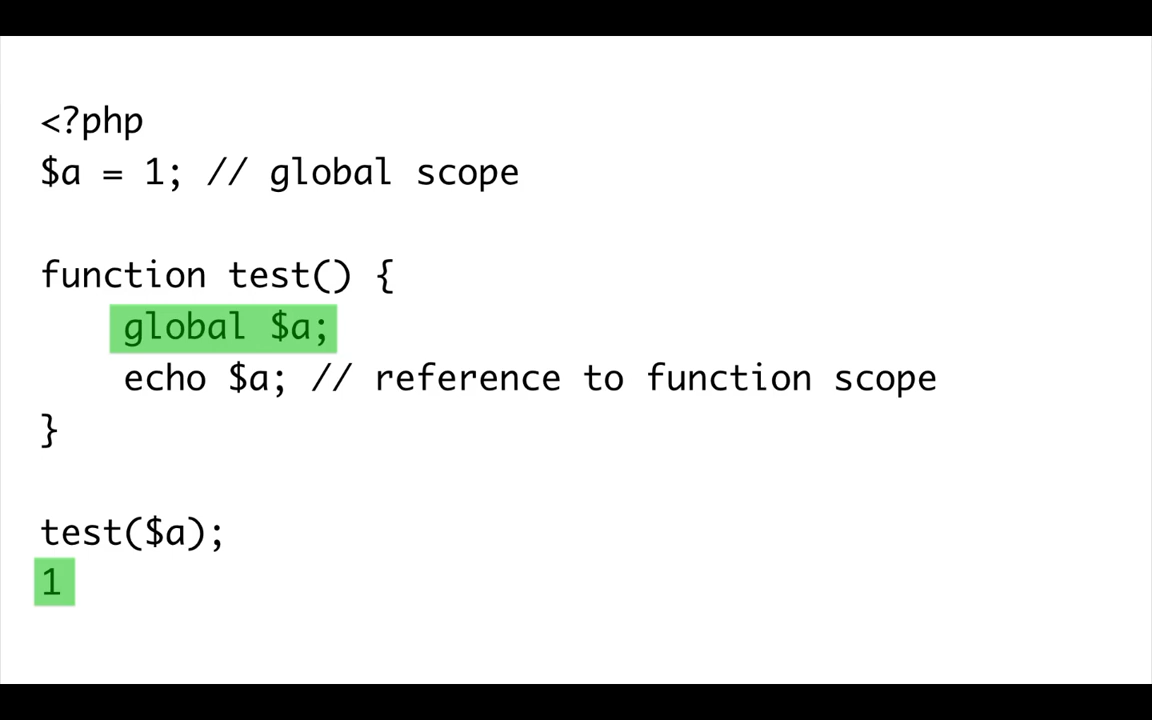 <?php
$a = 1; // global scope
function test() {
global $a;
echo $a; // reference to function scope
}
test($a);
1